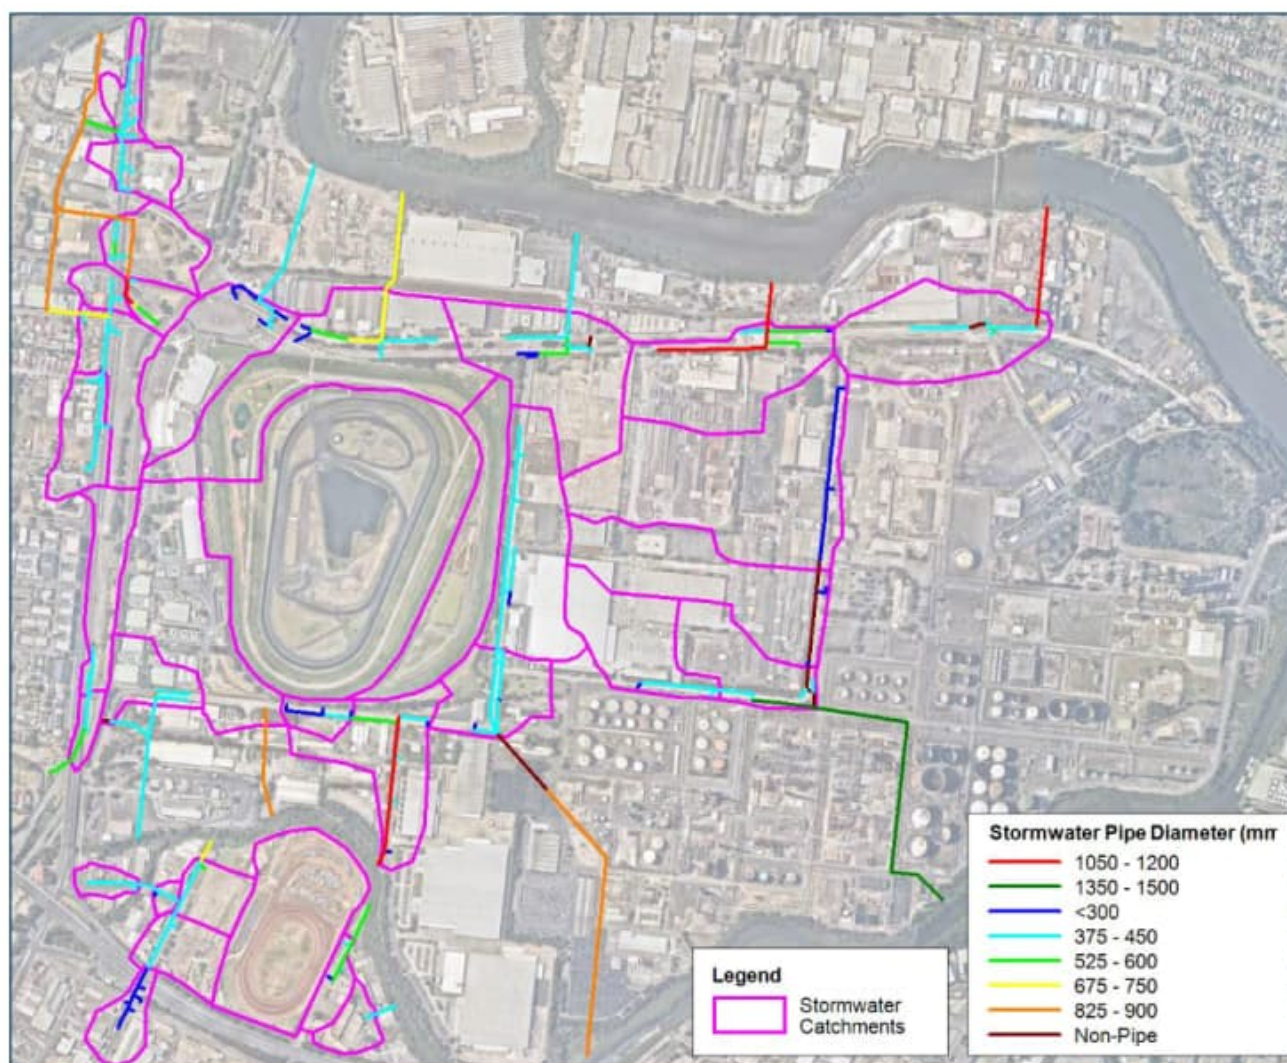 Stormwater Pipe Diameter (mm
1050 - 1200
1350 - 1500
<300
375 - 450
525 - 600
675 - 750
825 - 900
Non-Pipe
Legend
Stormwater
Catchments